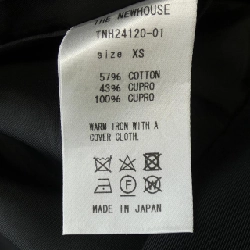 THE NEWHOUSE
TNH24120-01
size XS
57% COTTON
43% CUPRO
100% CUPRO
WARM IRON WITH A
COVER CLOTH.
MADE IN JAPAN